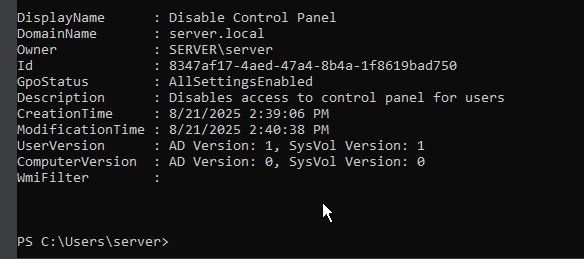 DisplayName      : Disable Control Panel
DomainName       : server.local
Owner            : SERVER\server
Id               : 8347af17-4aed-47a4-8b4a-1f8619bad750
GpoStatus        : AllSettingsEnabled
Description      : Disables access to control panel for users
CreationTime     : 8/21/2025 2:39:06 PM
ModificationTime : 8/21/2025 2:40:38 PM
UserVersion      : AD Version: 1, SysVol Version: 1
ComputerVersion  : AD Version: 0, SysVol Version: 0
WmiFilter        :
PS C:\Users\server>